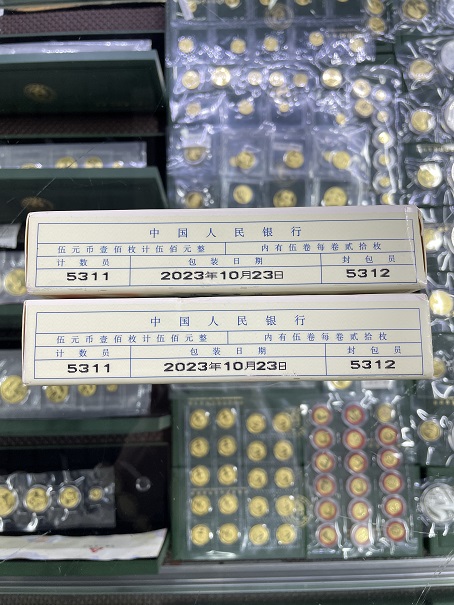 中国人民银行
伍元币壹佰枚计伍佰元整 内有伍卷每卷贰拾枚
计数员 包装日期 封包员
5311 2023年10月23日 5312
中国人民银行
伍元币壹佰枚计伍佰元整 内有伍卷每卷贰拾枚
计数员 包装日期 封包员
5311 2023年10月23日 5312